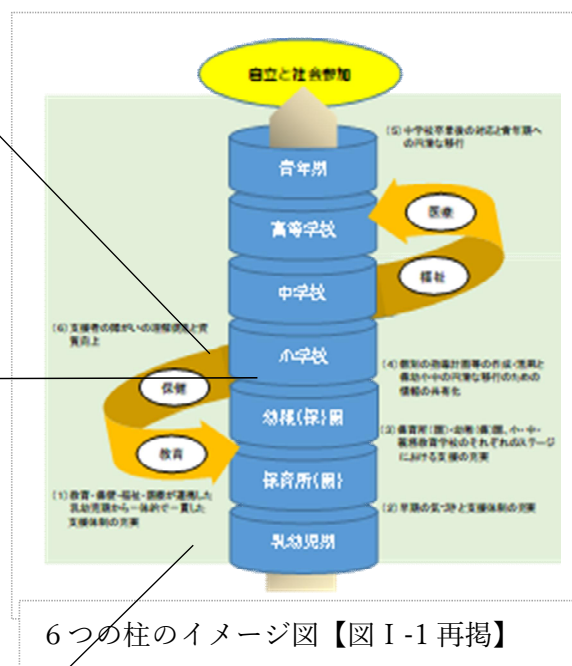 自立と社会参加
(5)中学校卒業後の対応と青年期へ
の円滑な移行
青年期
医療
高等学校
福祉
中学校
(6)支援者の障がいの理解促進と資
質向上
小学校
(4)個別の指導計画等の作成・活用と
保幼小中の円滑な移行のための
情報の共有化
保健
幼稚(保)園
(3)保育所(園)・幼稚(保)園、小・中・
義務教育学校のそれぞれのステージ
における支援の充実
教育
保育所(園)
(1)教育・保健・福祉・医療が連携した
乳幼児期から一体的で一貫した
支援体制の充実
(2)早期の気づきと支援体制の充実
乳幼児期
6つの柱のイメージ図【図Ⅰ-1再掲】